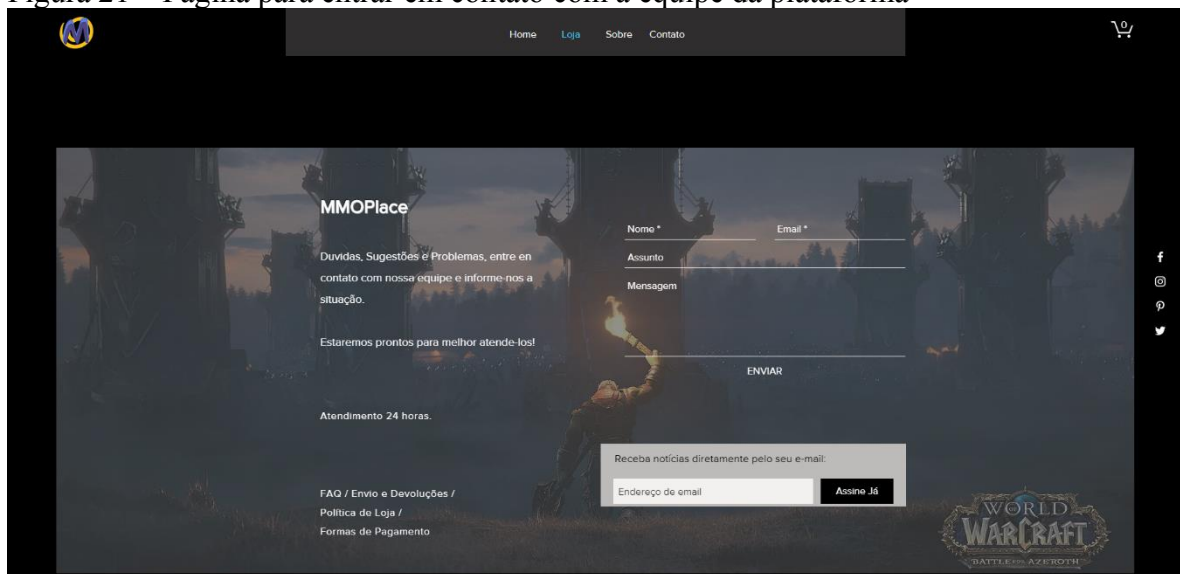 Figura 21 – Página para entrar em contato com a equipe da plataforma
Home Loja Sobre Contato
0
MMOPlace
Duvidas, Sugestões e Problemas, entre en
contato com nossa equipe e informe-nos a
situação.
Estaremos prontos para melhor atende-los!
Atendimento 24 horas.
FAQ / Envio e Devoluções /
Política de Loja /
Formas de Pagamento
Nome * Email *
Assunto
Mensagem
ENVIAR
Receba notícias diretamente pelo seu e-mail:
Endereço de email Assine Já
WORLD
WARCRAFT
BATTLE FOR AZEROTH